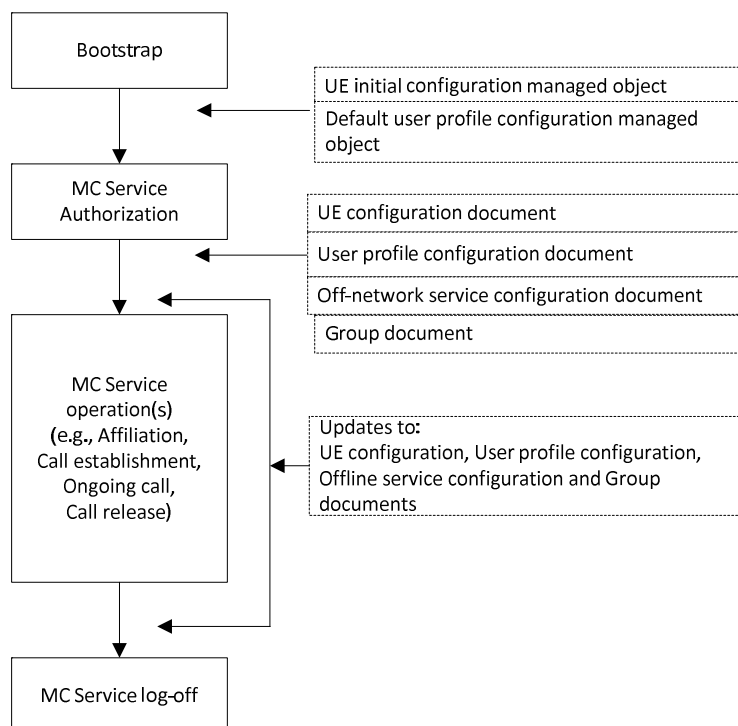 Bootstrap
UE initial configuration managed object
Default user profile configuration managed
object
MC Service
Authorization
UE configuration document
User profile configuration document
Off-network service configuration document
Group document
MC Service
operation(s)
(e.g., Affiliation,
Call establishment,
Ongoing call,
Call release)
Updates to:
UE configuration, User profile configuration,
Offline service configuration and Group
documents
MC Service log-off